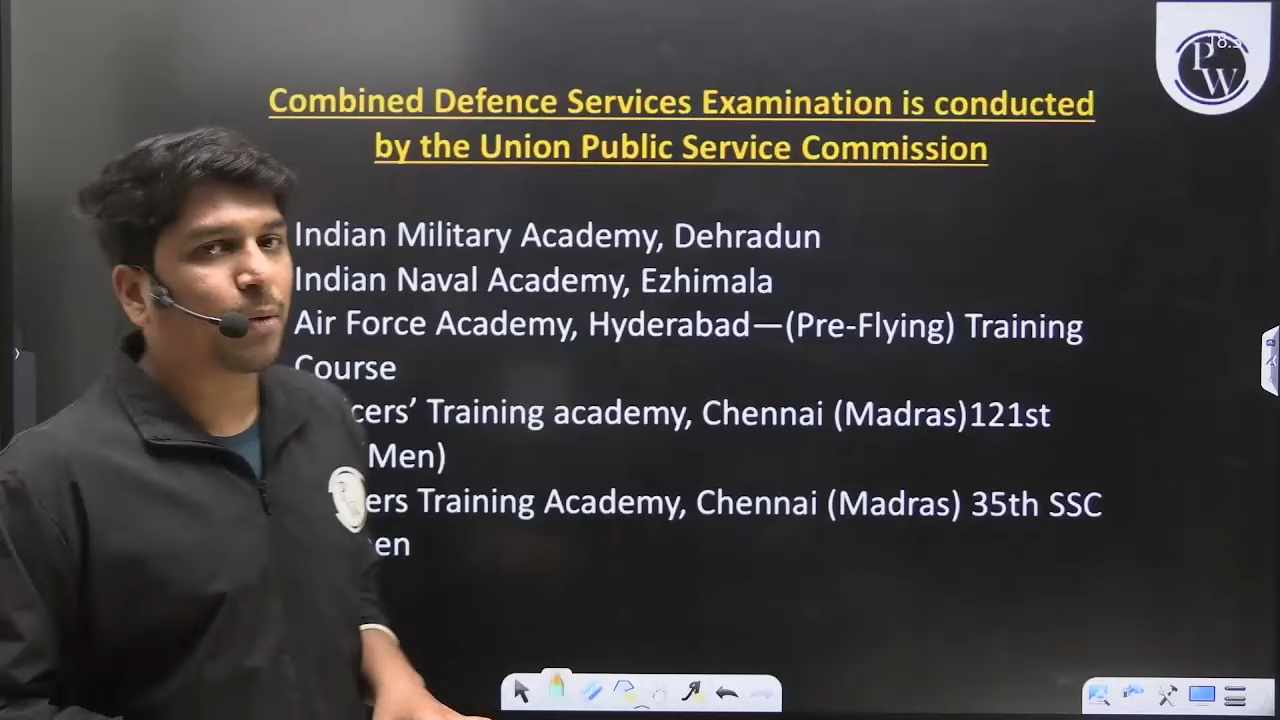 18.5
P
W
Combined Defence Services Examination is conducted
by the Union Public Service Commission
Indian Military Academy, Dehradun
Indian Naval Academy, Ezhimala
Air Force Academy, Hyderabad—(Pre-Flying) Training
Course
cers’ Training academy, Chennai (Madras)121st
Men)
ers Training Academy, Chennai (Madras) 35th SSC
en